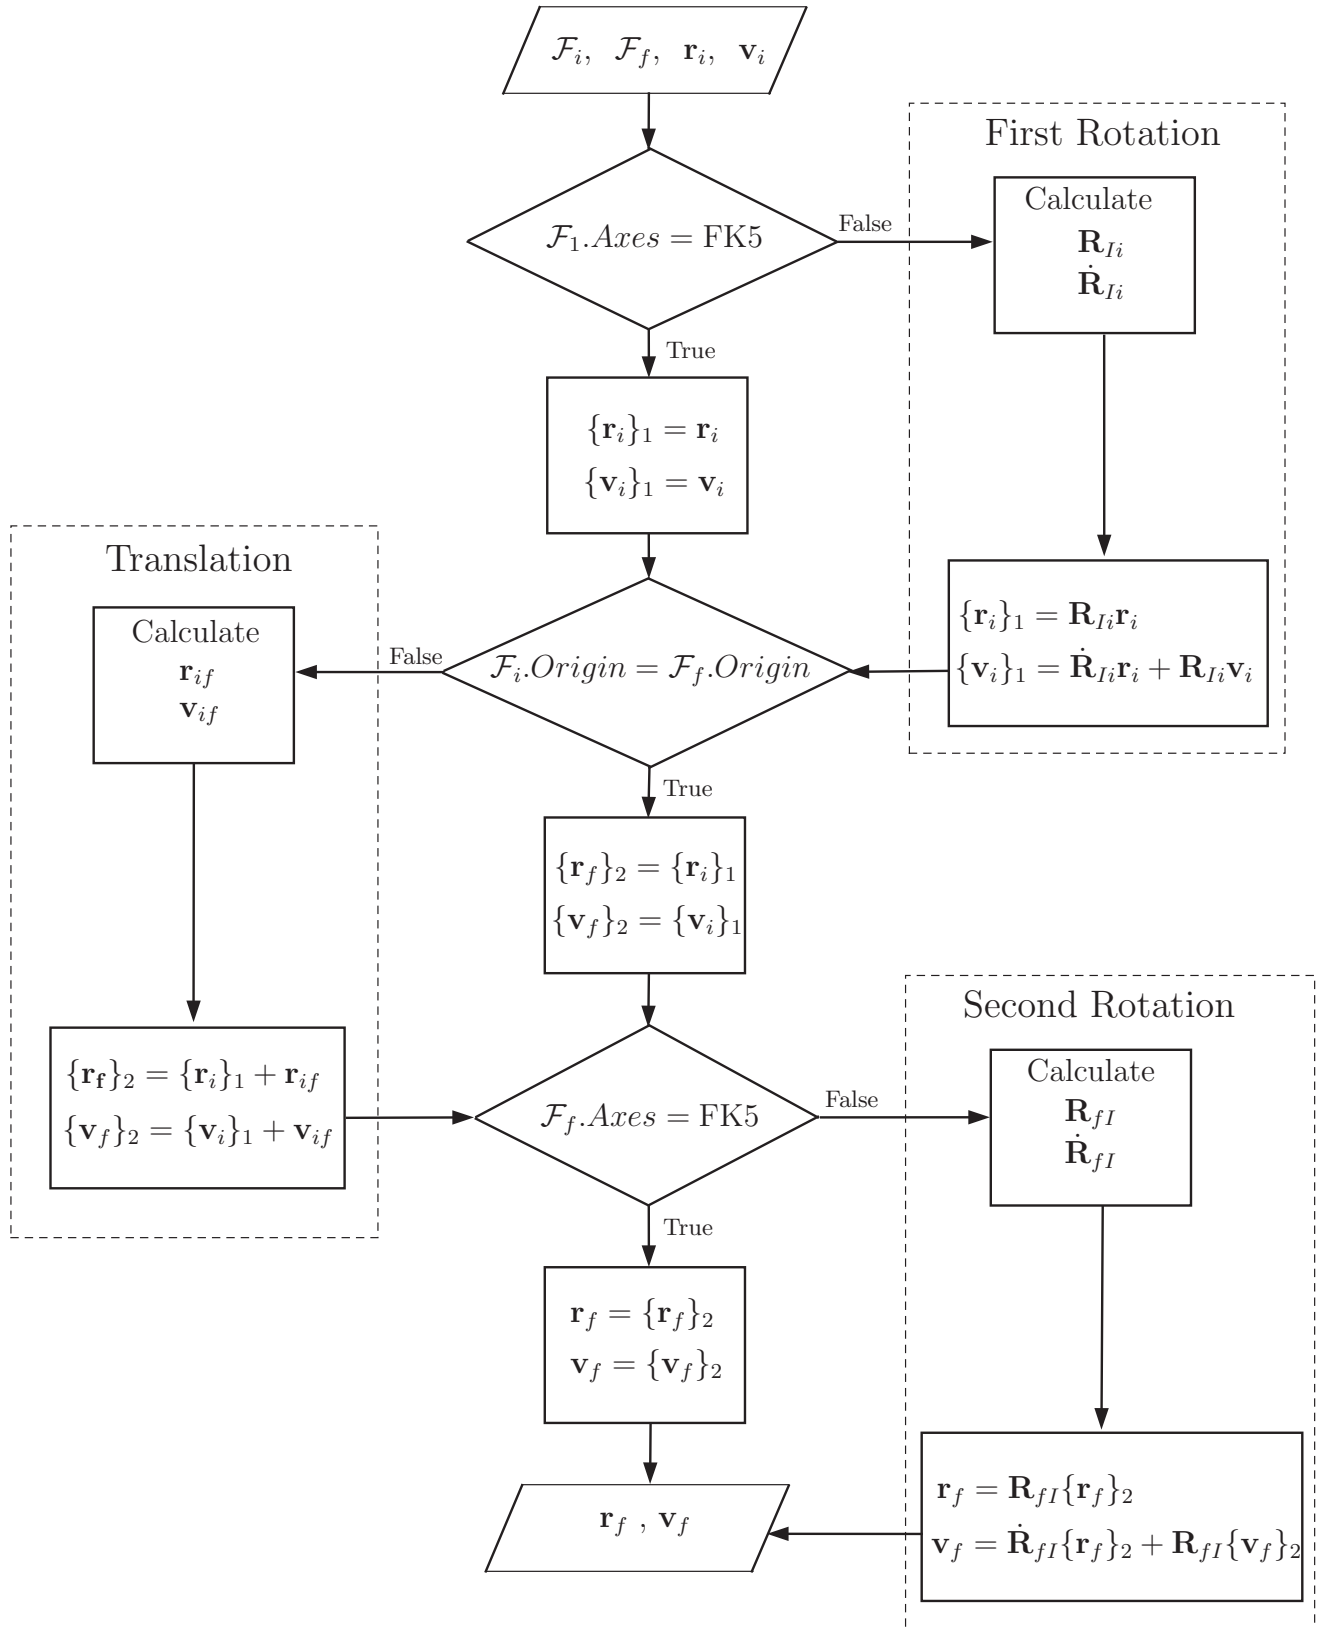 𝓕ᵢ, 𝓕_f, 𝐫ᵢ, 𝐯ᵢ
First Rotation
Calculate
𝐑_{Ii}
𝐑̇_{Ii}
False
𝓕₁.Axes = FK5
True
{𝐫ᵢ}₁ = 𝐫ᵢ
{𝐯ᵢ}₁ = 𝐯ᵢ
{𝐫ᵢ}₁ = 𝐑_{Ii}𝐫ᵢ
{𝐯ᵢ}₁ = 𝐑̇_{Ii}𝐫ᵢ + 𝐑_{Ii}𝐯ᵢ
Translation
Calculate
𝐫_{if}
𝐯_{if}
False
𝓕ᵢ.Origin = 𝓕_f.Origin
True
{𝐫_f}₂ = {𝐫ᵢ}₁
{𝐯_f}₂ = {𝐯ᵢ}₁
{𝐫_𝐟}₂ = {𝐫ᵢ}₁ + 𝐫_{if}
{𝐯_f}₂ = {𝐯ᵢ}₁ + 𝐯_{if}
𝓕_f.Axes = FK5
False
Second Rotation
Calculate
𝐑_{fI}
𝐑̇_{fI}
True
𝐫_f = {𝐫_f}₂
𝐯_f = {𝐯_f}₂
𝐫_f = 𝐑_{fI}{𝐫_f}₂
𝐯_f = 𝐑̇_{fI}{𝐫_f}₂ + 𝐑_{fI}{𝐯_f}₂
𝐫_f , 𝐯_f